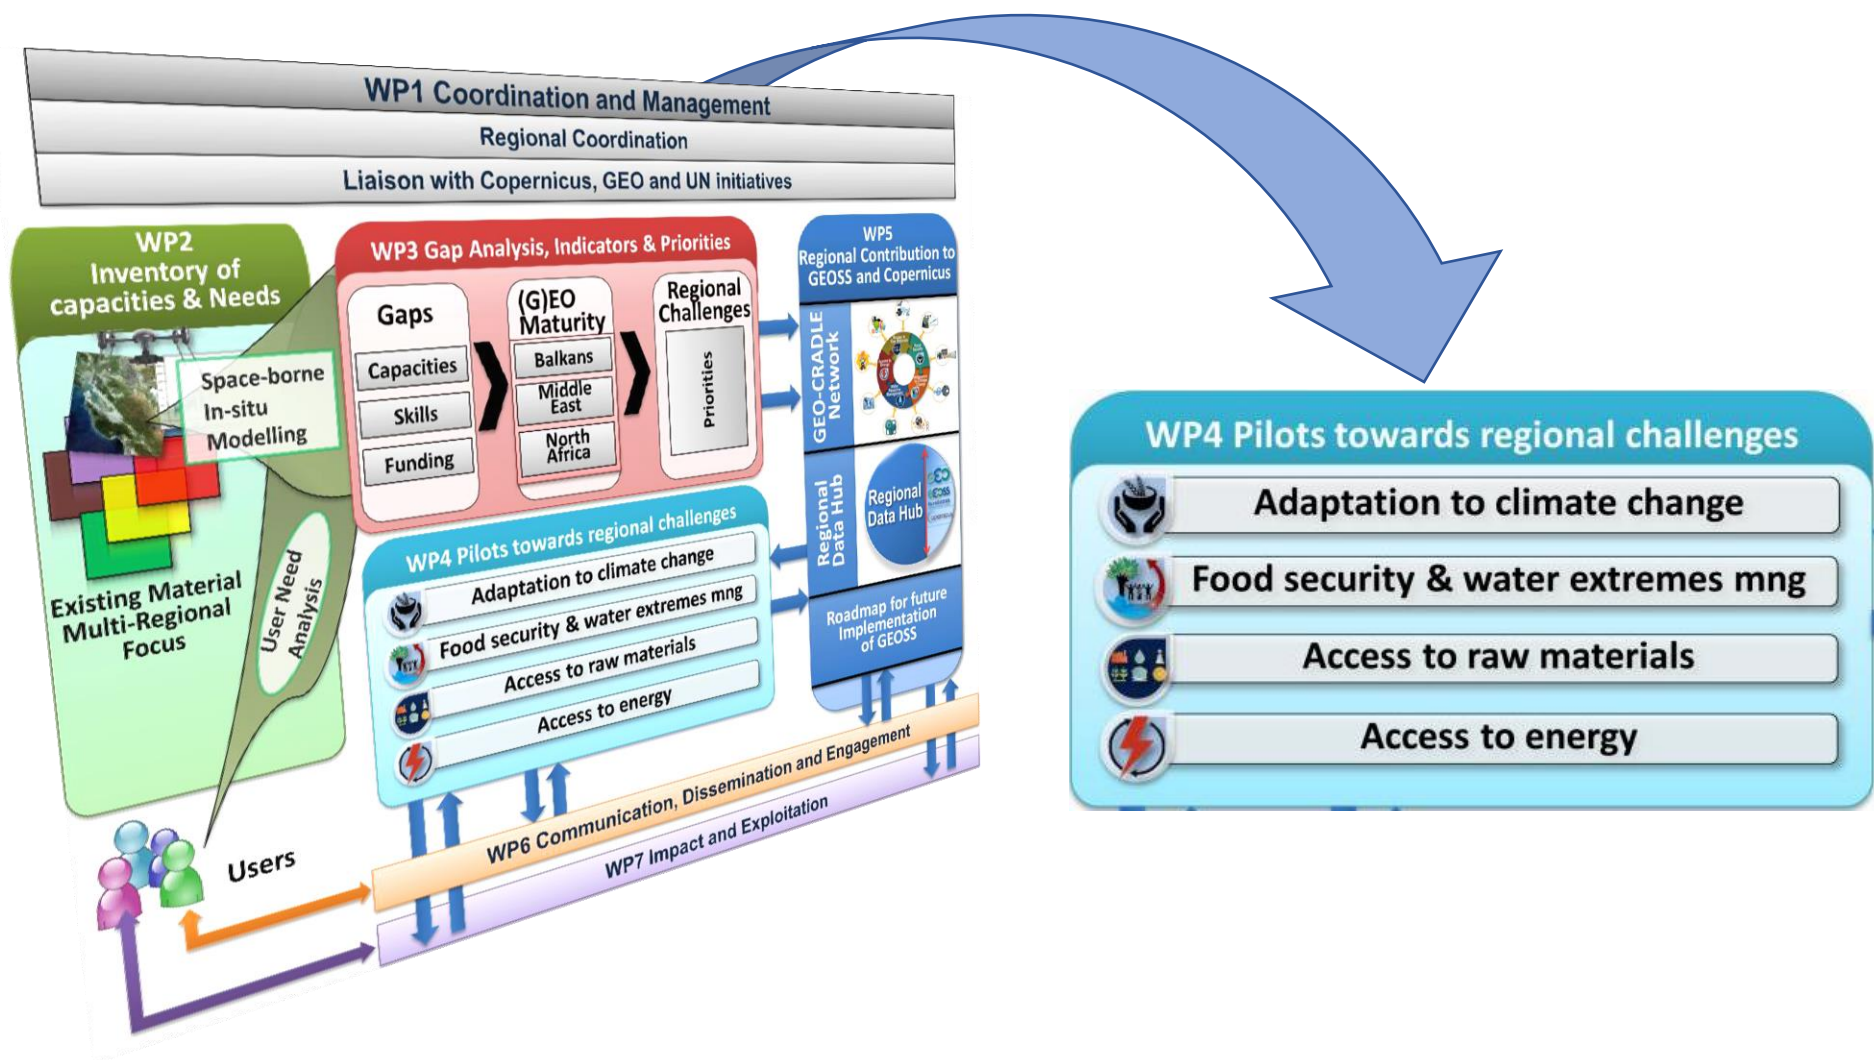 WP1 Coordination and Management
Regional Coordination
Liaison with Copernicus, GEO and UN initiatives
WP2
Inventory of
capacities & Needs
Space-borne
In-situ
Modelling
Existing Material
Multi-Regional
Focus
User Need
Analysis
Users
WP3 Gap Analysis, Indicators & Priorities
Gaps
Capacities
Skills
Funding
(G)EO
Maturity
Balkans
Middle
East
North
Africa
Regional
Challenges
Priorities
WP4 Pilots towards regional challenges
Adaptation to climate change
Food security & water extremes mng
Access to raw materials
Access to energy
WP5
Regional Contribution to
GEOSS and Copernicus
GEO-CRADLE
Network
Regional
Data Hub
Regional
Data Hub
Roadmap for future
Implementation
of GEOSS
WP6 Communication, Dissemination and Engagement
WP7 Impact and Exploitation
WP4 Pilots towards regional challenges
Adaptation to climate change
Food security & water extremes mng
Access to raw materials
Access to energy